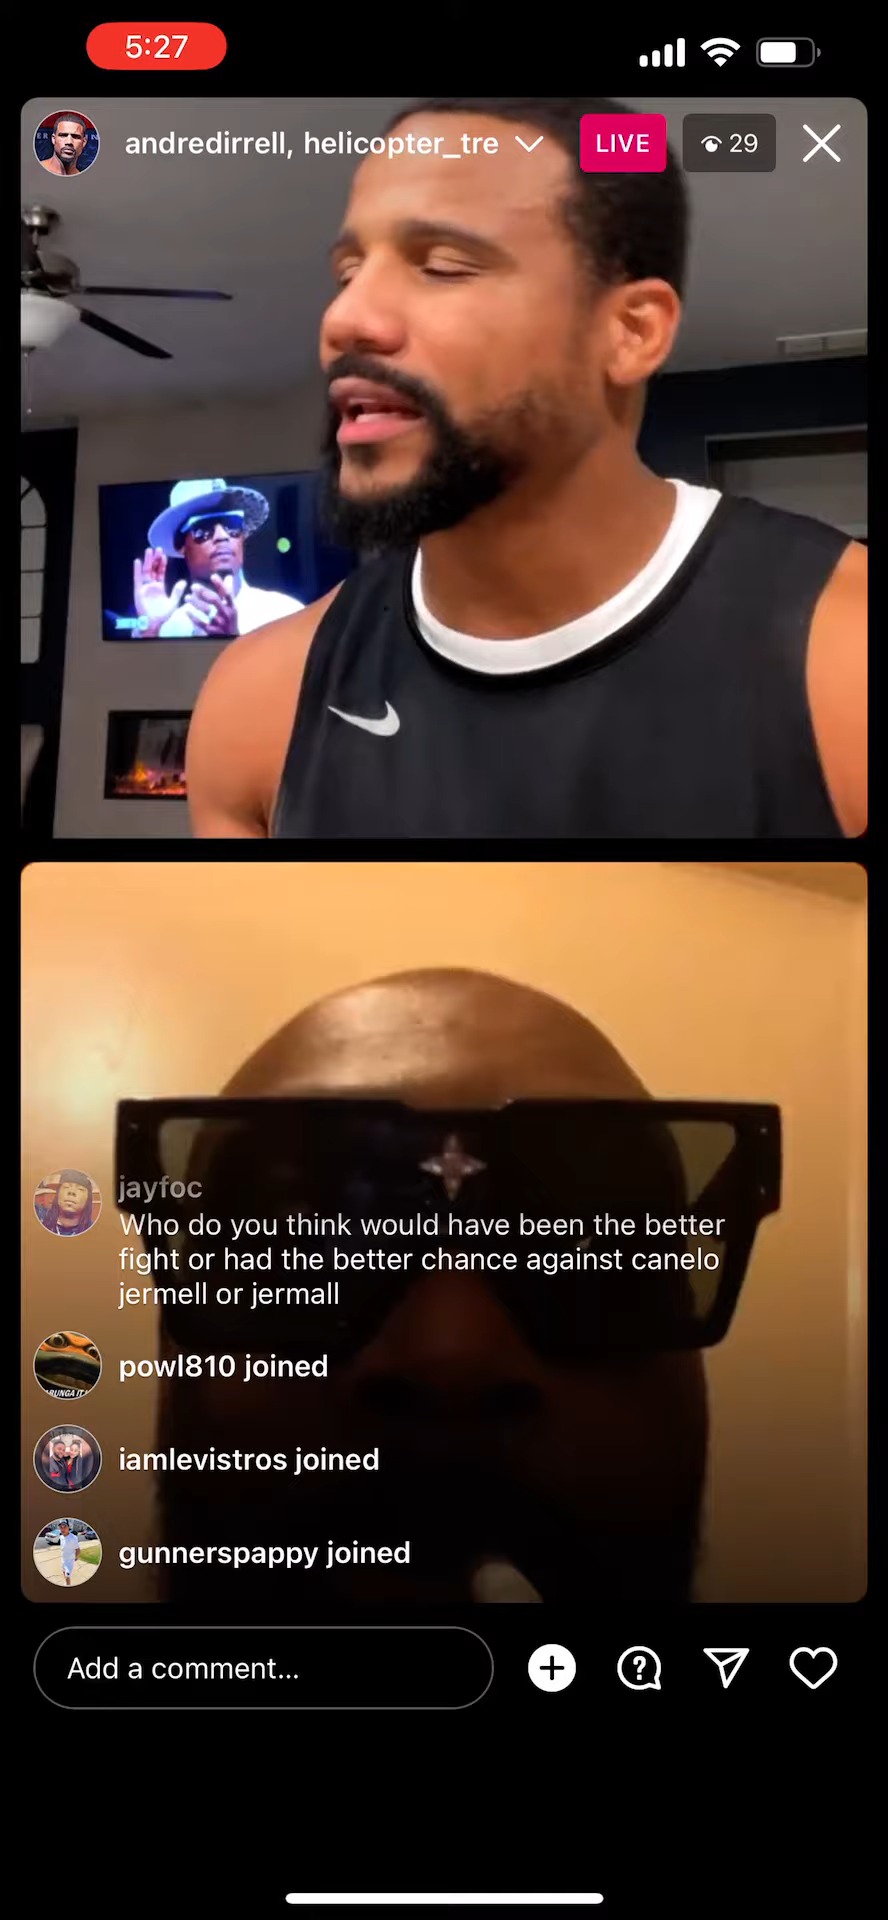 5:27
andredirrell, helicopter_tre
LIVE
29
jayfoc
Who do you think would have been the better
fight or had the better chance against canelo
jermell or jermall
powl810 joined
iamlevistros joined
gunnerspappy joined
Add a comment...